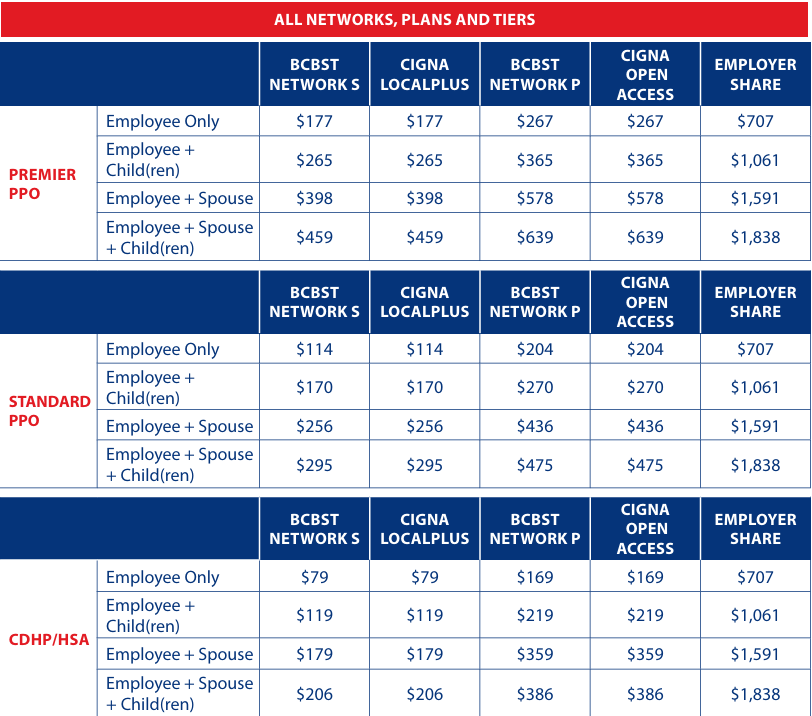 ALL NETWORKS, PLANS AND TIERS
BCBST NETWORK S CIGNA LOCALPLUS BCBST NETWORK P CIGNA OPEN ACCESS EMPLOYER SHARE
PREMIER PPO
Employee Only $177 $177 $267 $267 $707
Employee + Child(ren) $265 $265 $365 $365 $1,061
Employee + Spouse $398 $398 $578 $578 $1,591
Employee + Spouse + Child(ren) $459 $459 $639 $639 $1,838
BCBST NETWORK S CIGNA LOCALPLUS BCBST NETWORK P CIGNA OPEN ACCESS EMPLOYER SHARE
STANDARD PPO
Employee Only $114 $114 $204 $204 $707
Employee + Child(ren) $170 $170 $270 $270 $1,061
Employee + Spouse $256 $256 $436 $436 $1,591
Employee + Spouse + Child(ren) $295 $295 $475 $475 $1,838
BCBST NETWORK S CIGNA LOCALPLUS BCBST NETWORK P CIGNA OPEN ACCESS EMPLOYER SHARE
CDHP/HSA
Employee Only $79 $79 $169 $169 $707
Employee + Child(ren) $119 $119 $219 $219 $1,061
Employee + Spouse $179 $179 $359 $359 $1,591
Employee + Spouse + Child(ren) $206 $206 $386 $386 $1,838